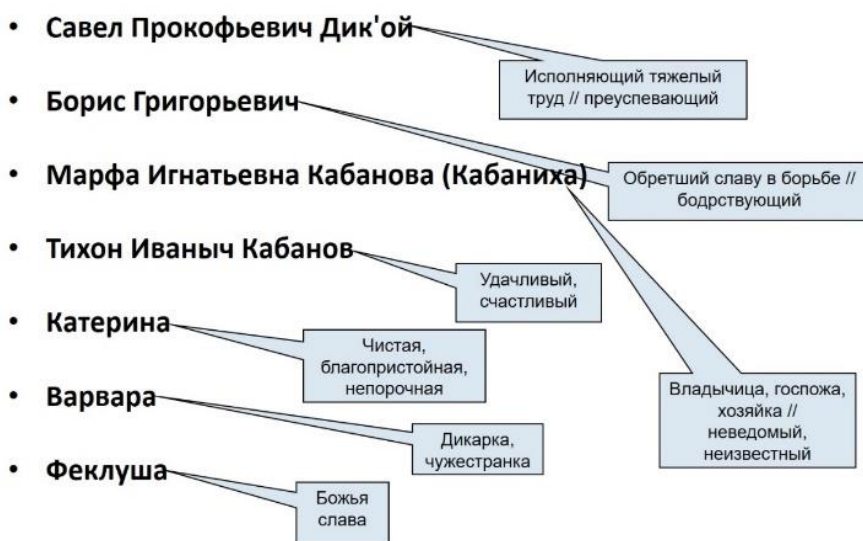 • Савел Прокофьевич Дик'ой
Исполняющий тяжелый
труд // преуспевающий
• Борис Григорьевич
Обретший славу в борьбе //
бодрствующий
• Марфа Игнатьевна Кабанова (Кабаниха)
Владычица, госпожа,
хозяйка //
неведомый,
неизвестный
• Тихон Иваныч Кабанов
Удачливый,
счастливый
• Катерина
Чистая,
благопристойная,
непорочная
• Варвара
Дикарка,
чужестранка
• Феклуша
Божья
слава